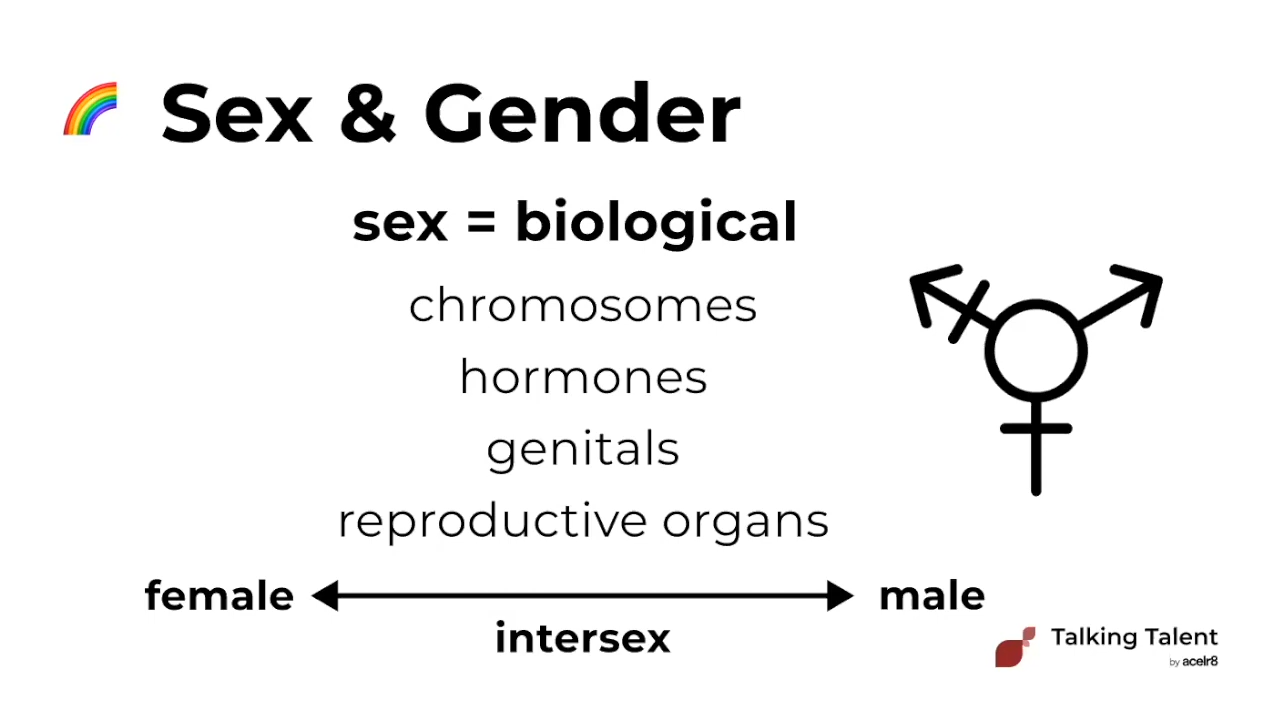 Sex & Gender
sex = biological
chromosomes
hormones
genitals
reproductive organs
female
male
intersex
Talking Talent
by acelr8